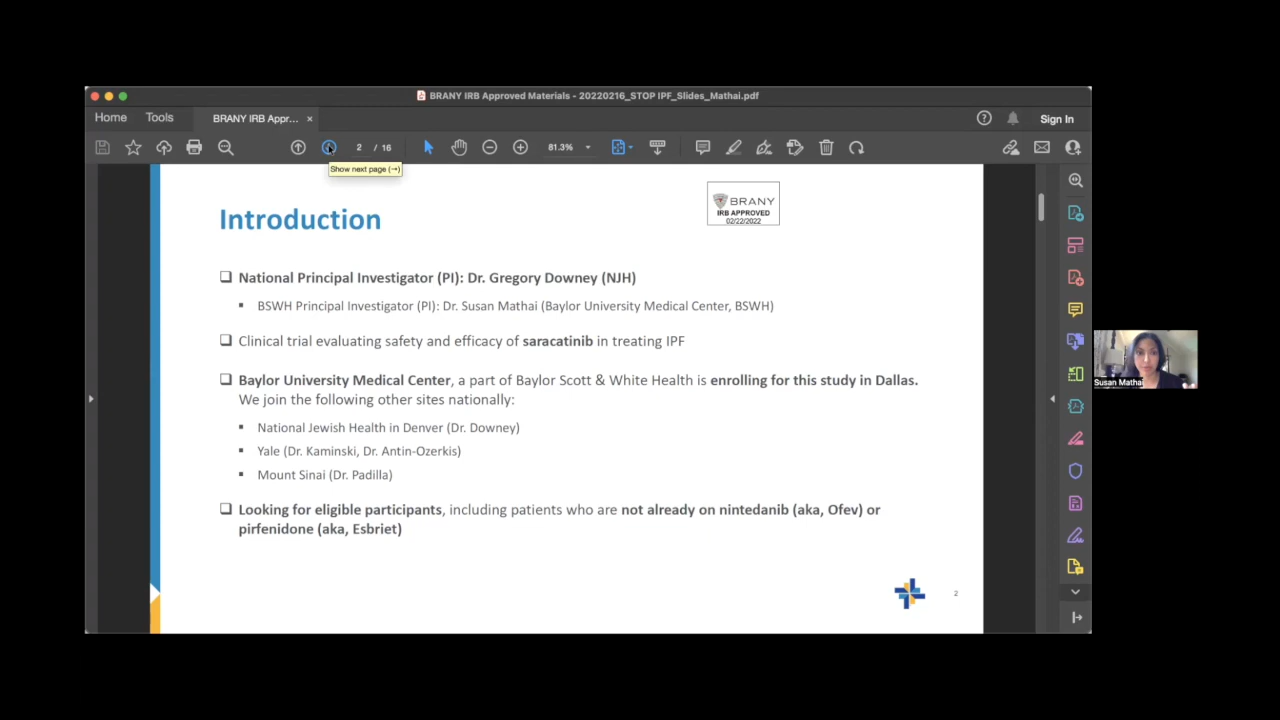 BRANY IRB Approved Materials - 20220216_STOP IPF_Slides_Mathai.pdf
Home
Tools
BRANY IRB Appr... ×
Sign In
2 / 16
81.3%
Show next page (→)
BRANY
IRB APPROVED
02/22/2022
Introduction
National Principal Investigator (PI): Dr. Gregory Downey (NJH)
BSWH Principal Investigator (PI): Dr. Susan Mathai (Baylor University Medical Center, BSWH)
Clinical trial evaluating safety and efficacy of saracatinib in treating IPF
Baylor University Medical Center, a part of Baylor Scott & White Health is enrolling for this study in Dallas.
We join the following other sites nationally:
National Jewish Health in Denver (Dr. Downey)
Yale (Dr. Kaminski, Dr. Antin-Ozerkis)
Mount Sinai (Dr. Padilla)
Looking for eligible participants, including patients who are not already on nintedanib (aka, Ofev) or
pirfenidone (aka, Esbriet)
2
Susan Mathai